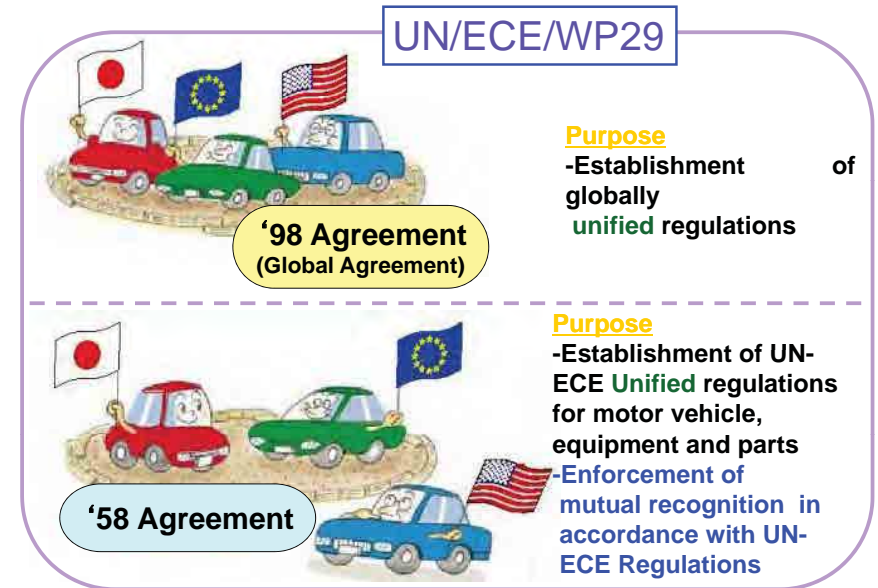 UN/ECE/WP29
Purpose
-Establishment of
globally
unified regulations
‘98 Agreement
(Global Agreement)
Purpose
-Establishment of UN-
ECE Unified regulations
for motor vehicle,
equipment and parts
-Enforcement of
mutual recognition in
accordance with UN-
ECE Regulations
‘58 Agreement